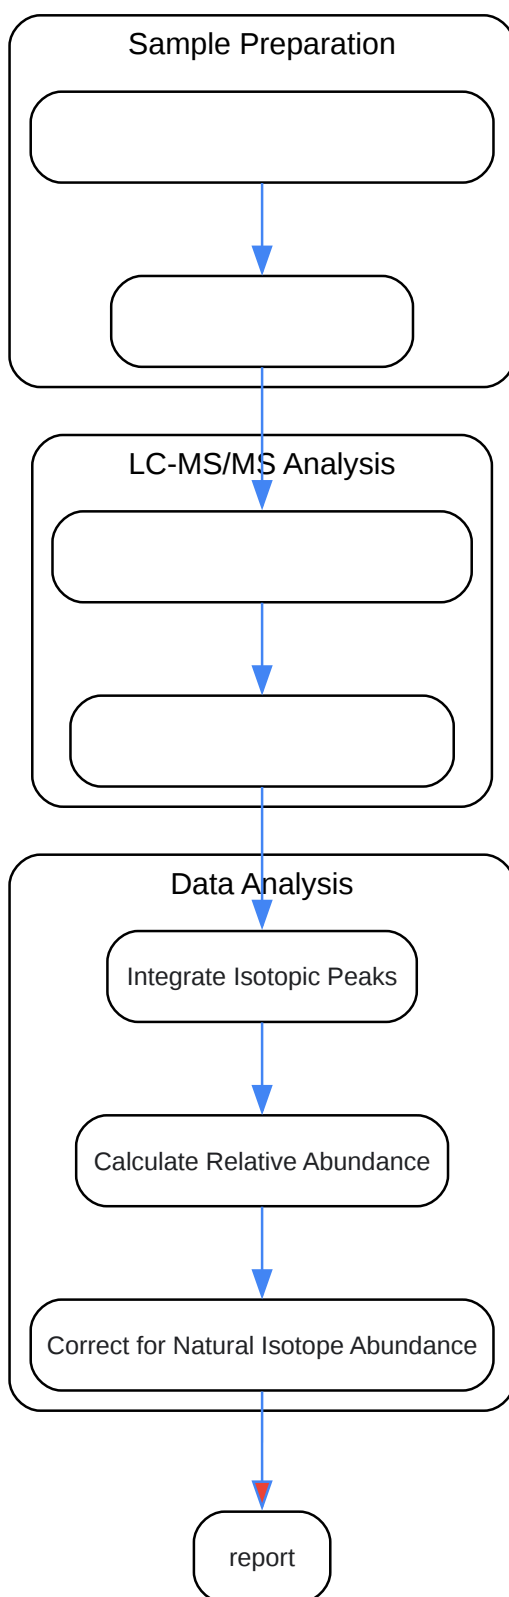 Sample Preparation
LC-MS/MS Analysis
Data Analysis
Integrate Isotopic Peaks
Calculate Relative Abundance
Correct for Natural Isotope Abundance
report